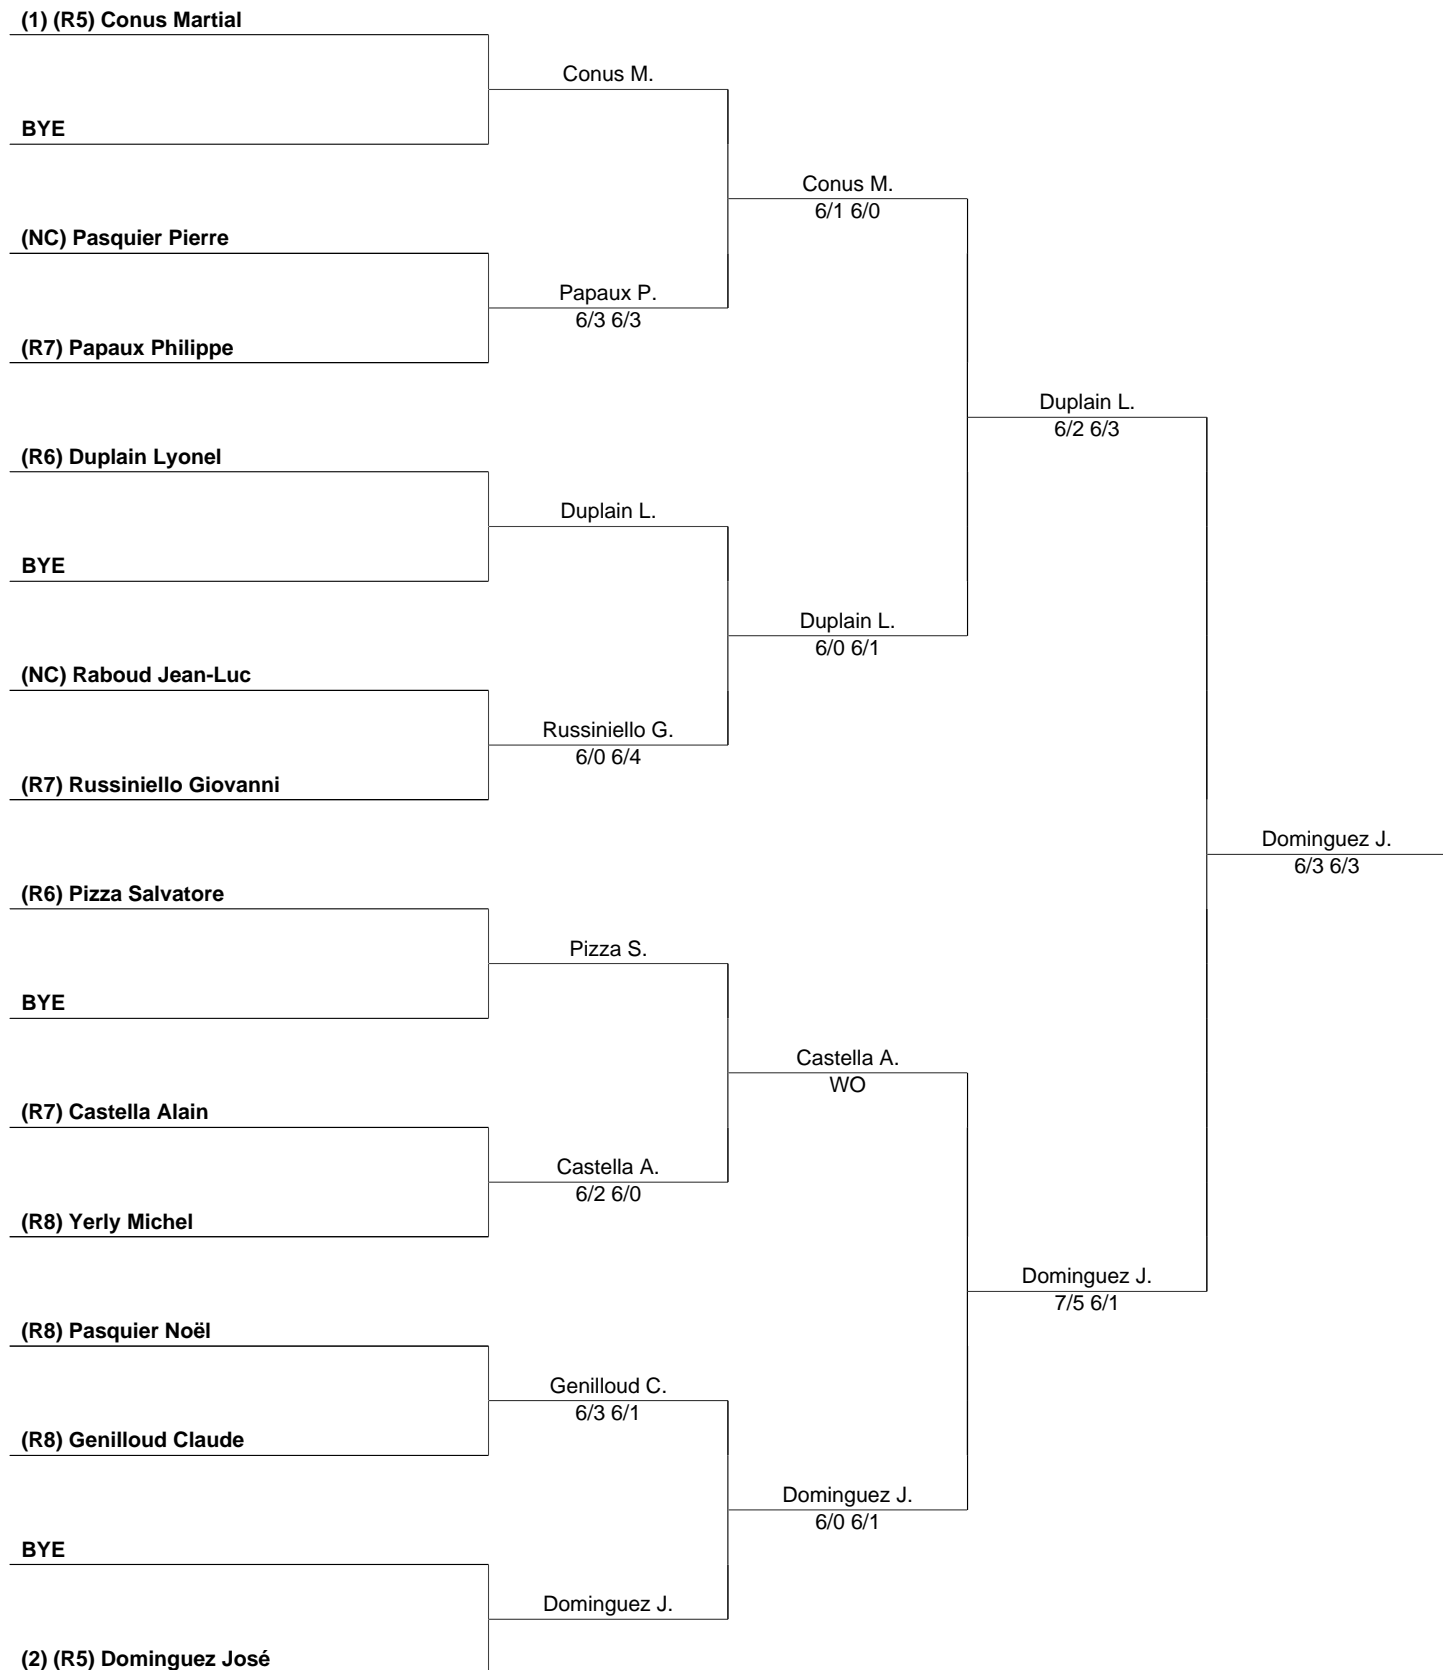 (1) (R5) Conus Martial
Conus M.
BYE
Conus M.
6/1 6/0
(NC) Pasquier Pierre
Papaux P.
6/3 6/3
(R7) Papaux Philippe
Duplain L.
6/2 6/3
(R6) Duplain Lyonel
Duplain L.
BYE
Duplain L.
6/0 6/1
(NC) Raboud Jean-Luc
Russiniello G.
6/0 6/4
(R7) Russiniello Giovanni
Dominguez J.
6/3 6/3
(R6) Pizza Salvatore
Pizza S.
BYE
Castella A.
WO
(R7) Castella Alain
Castella A.
6/2 6/0
(R8) Yerly Michel
Dominguez J.
7/5 6/1
(R8) Pasquier Noël
Genilloud C.
6/3 6/1
(R8) Genilloud Claude
Dominguez J.
6/0 6/1
BYE
Dominguez J.
(2) (R5) Dominguez José